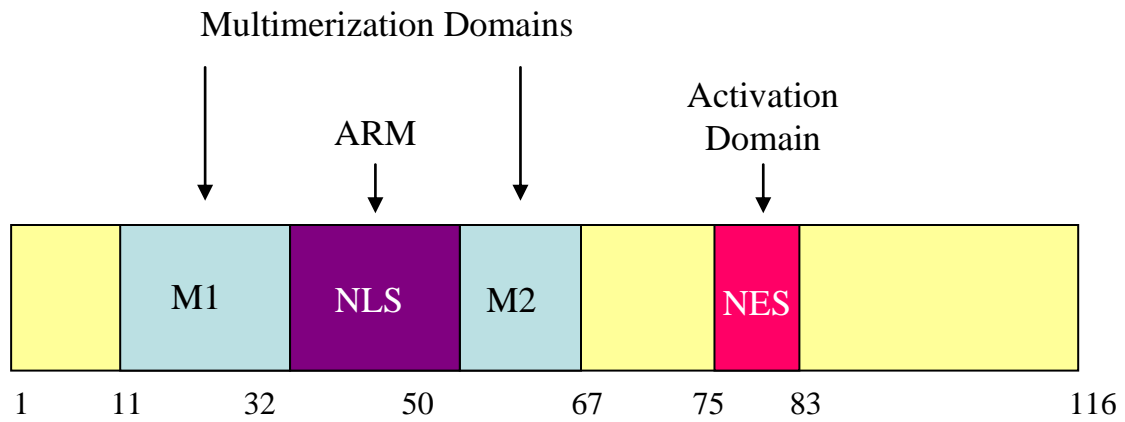 Multimerization Domains
ARM
Activation
Domain
M1 NLS M2 NES
1 11 32 50 67 75 83 116